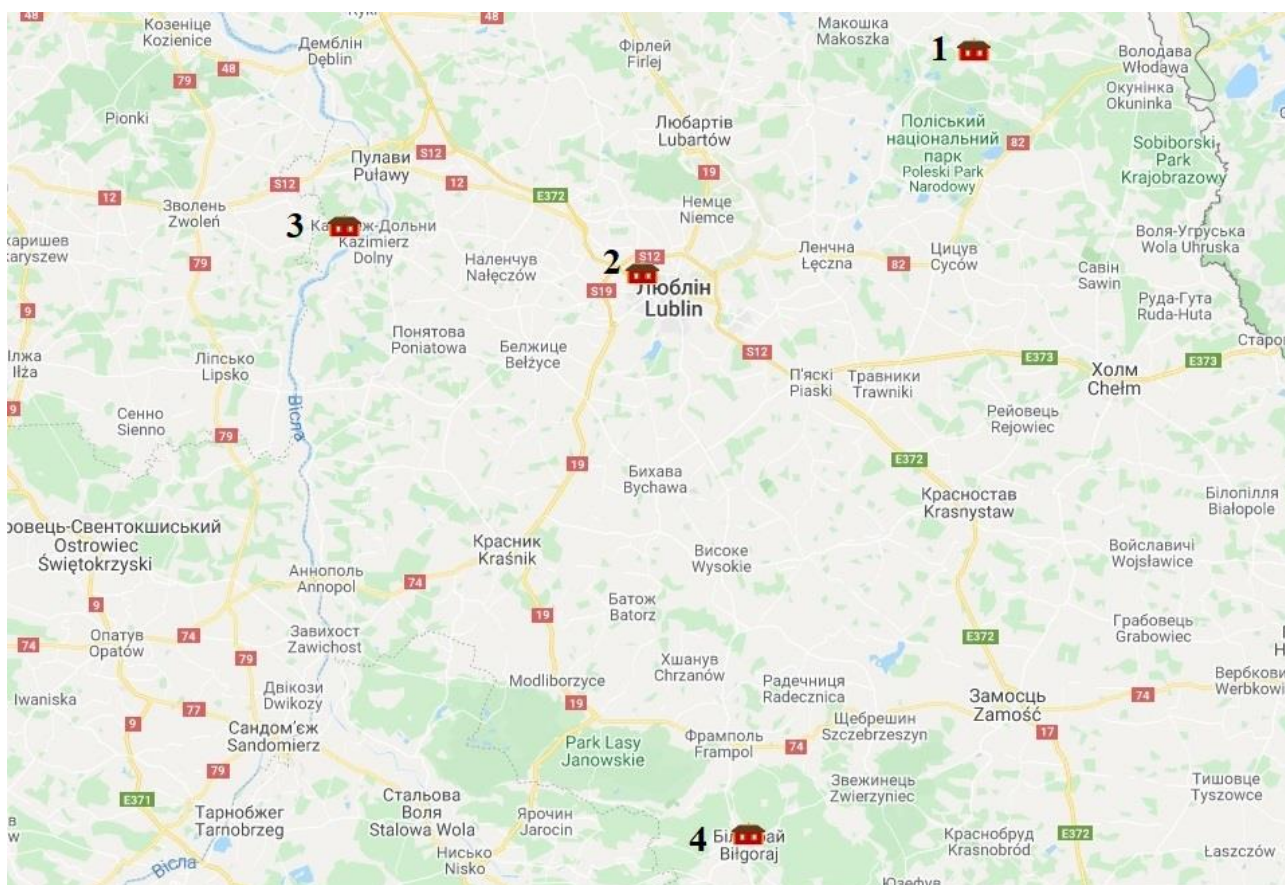 Козеніце
Kozienice
Демблін
Dęblin
48
48
79
Pionki
Фірлей
Firlej
Макошка
Makoszka
1
Володава
Włodawa
Окунінка
Okuninka
Поліський
національний
парк
Poleski Park
Narodowy
82
Sobiborski
Park
Krajobrazowy
Любартів
Lubartów
19
Пулави
Puławy
S12
S12
12
12
E372
Зволень
Zwoleń
79
3
Kazimierz
Dolny
Наленчув
Nałęczów
Немце
Niemce
2
S12
S19
Люблін
Lublin
Ленчна
Łęczna
82
Цицув
Cyców
Савін
Sawin
Воля-Угруська
Wola Uhruska
Руда-Гута
Ruda-Huta
9
Понятова
Poniatowa
Белжице
Bełżyce
S12
E373
E373
Холм
Chełm
П'яскі
Piaski
Травники
Trawniki
Рейовець
Rejowiec
Ілжа
Iłża
9
Ліпсько
Lipsko
Сенно
Sienno
79
Вісла
19
Бихава
Bychawa
E372
Красностав
Krasnystaw
Білопілля
Białopole
Ostrowiec
Świętokrzyski
Красник
Kraśnik
Високе
Wysokie
Войславичі
Wojsławice
Аннополь
Annopol
74
9
Батож
Batorz
19
Опатув
Opatów
74
74
79
Завихост
Zawichost
E372
Грабовець
Grabowiec
Хшанув
Chrzanów
Радечниця
Radecznica
Modliborzyce
19
Iwaniska
77
9
Двікози
Dwikozy
Сандом’єж
Sandomierz
79
Замосць
Zamość
74
17
Щебрешин
Szczebrzeszyn
Фрамполь
Frampol
74
Park Lasy
Janowskie
Звежинець
Zwierzyniec
Тишовце
Tyszowce
E371
Тарнобжег
Tarnobrzeg
Стальова
Воля
Stalowa Wola
Ярочин
Jarocin
4
Biłgoraj
Краснобруд
Krasnobród
E372
Łaszczów
Нисько
Nisko
Вісла